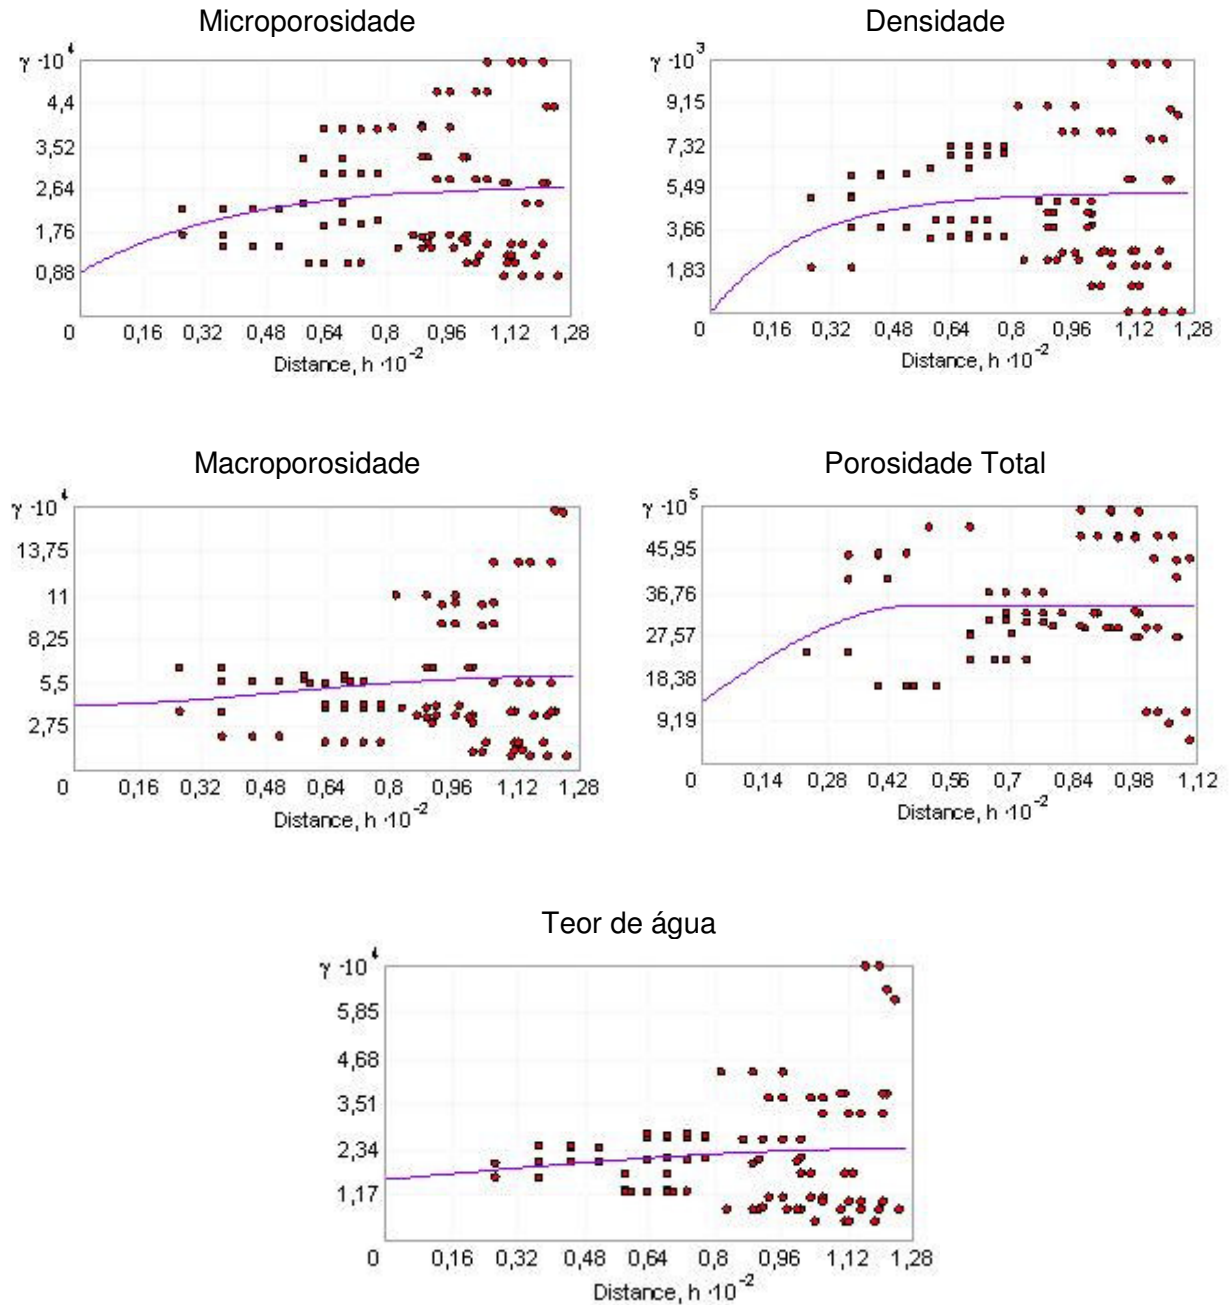 Microporosidade
γ ·10⁴
4,4
3,52
2,64
1,76
0,88
0 0,16 0,32 0,48 0,64 0,8 0,96 1,12 1,28
Distance, h ·10⁻²
Densidade
γ ·10³
9,15
7,32
5,49
3,66
1,83
0 0,16 0,32 0,48 0,64 0,8 0,96 1,12 1,28
Distance, h ·10⁻²
Macroporosidade
γ ·10⁴
13,75
11
8,25
5,5
2,75
0 0,16 0,32 0,48 0,64 0,8 0,96 1,12 1,28
Distance, h ·10⁻²
Porosidade Total
γ ·10⁵
45,95
36,76
27,57
18,38
9,19
0 0,14 0,28 0,42 0,56 0,7 0,84 0,98 1,12
Distance, h ·10⁻²
Teor de água
γ ·10⁴
5,85
4,68
3,51
2,34
1,17
0 0,16 0,32 0,48 0,64 0,8 0,96 1,12 1,28
Distance, h ·10⁻²